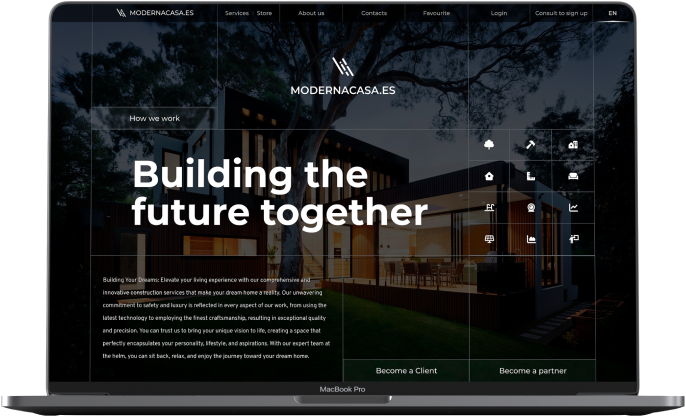 MODERNACASA.ES
Services
Store
About us
Contacts
Favourite
Login
Consult to sign up
EN
MODERNACASA.ES
How we work
Building the
future together
Building Your Dreams: Elevate your living experience with our comprehensive and
innovative construction services that make your dream home a reality. Our unwavering
commitment to safety and luxury is reflected in every aspect of our work, from using the
latest technology to employing the finest craftsmanship, resulting in exceptional quality
and precision. You can trust us to bring your unique vision to life, creating a space that
perfectly encapsulates your personality, lifestyle, and aspirations. With our expert team at
the helm, you can sit back, relax, and enjoy the journey toward your dream home.
Become a Client
Become a partner
MacBook Pro